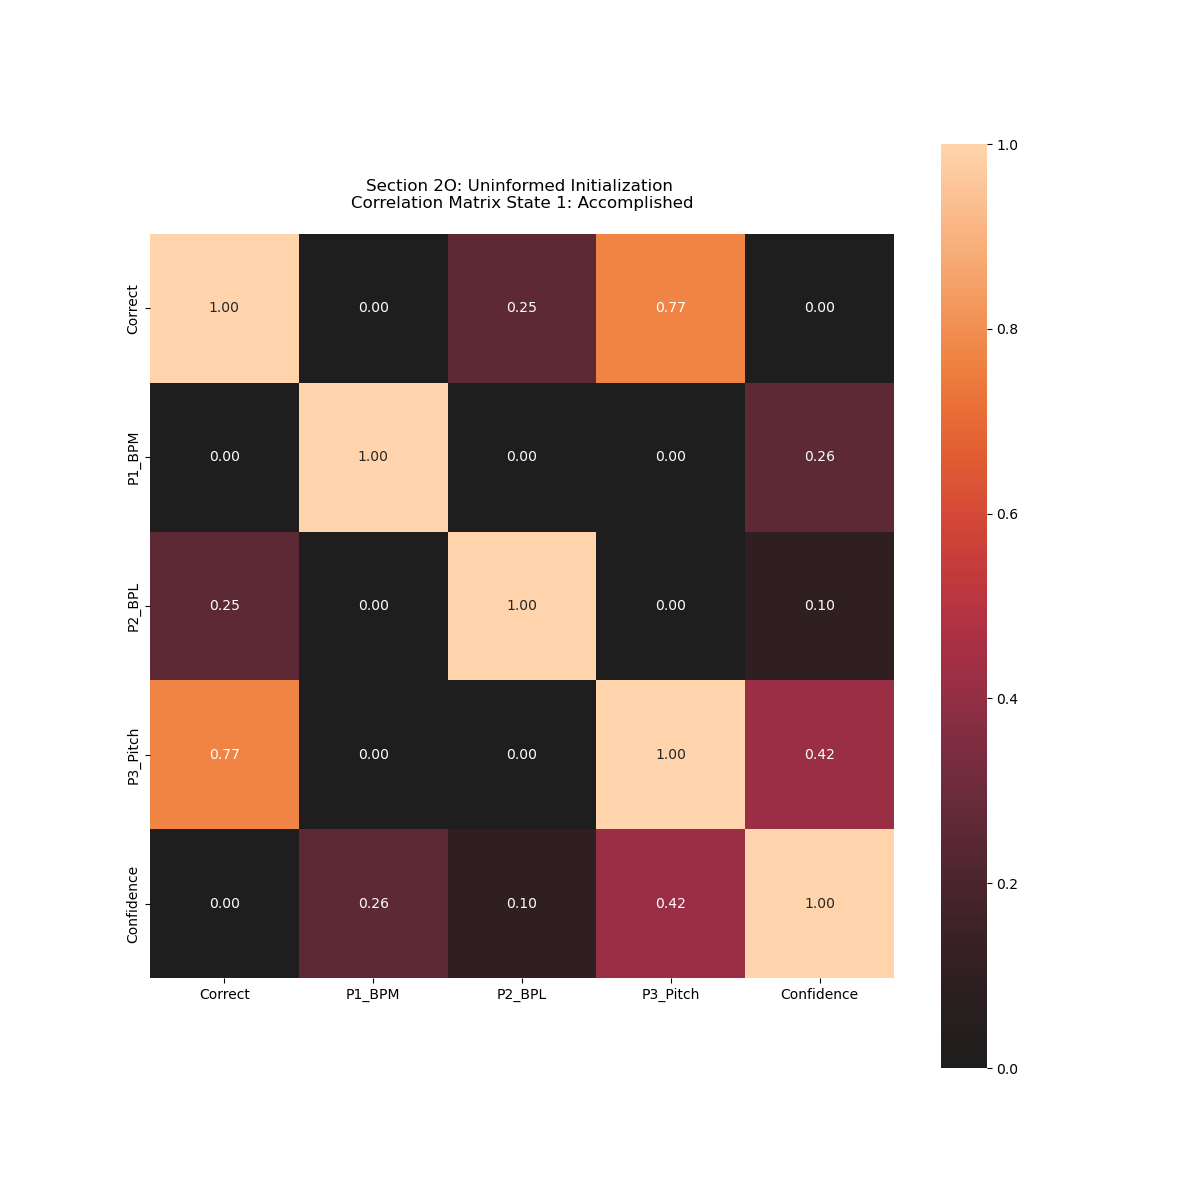 Section 2O: Uninformed Initialization
Correlation Matrix State 1: Accomplished
1.0
0.8
0.6
0.4
0.2
0.0
Correct
1.00 0.00 0.25 0.77 0.00
P1_BPM
0.00 1.00 0.00 0.00 0.26
P2_BPL
0.25 0.00 1.00 0.00 0.10
P3_Pitch
0.77 0.00 0.00 1.00 0.42
Confidence
0.00 0.26 0.10 0.42 1.00
Correct P1_BPM P2_BPL P3_Pitch Confidence